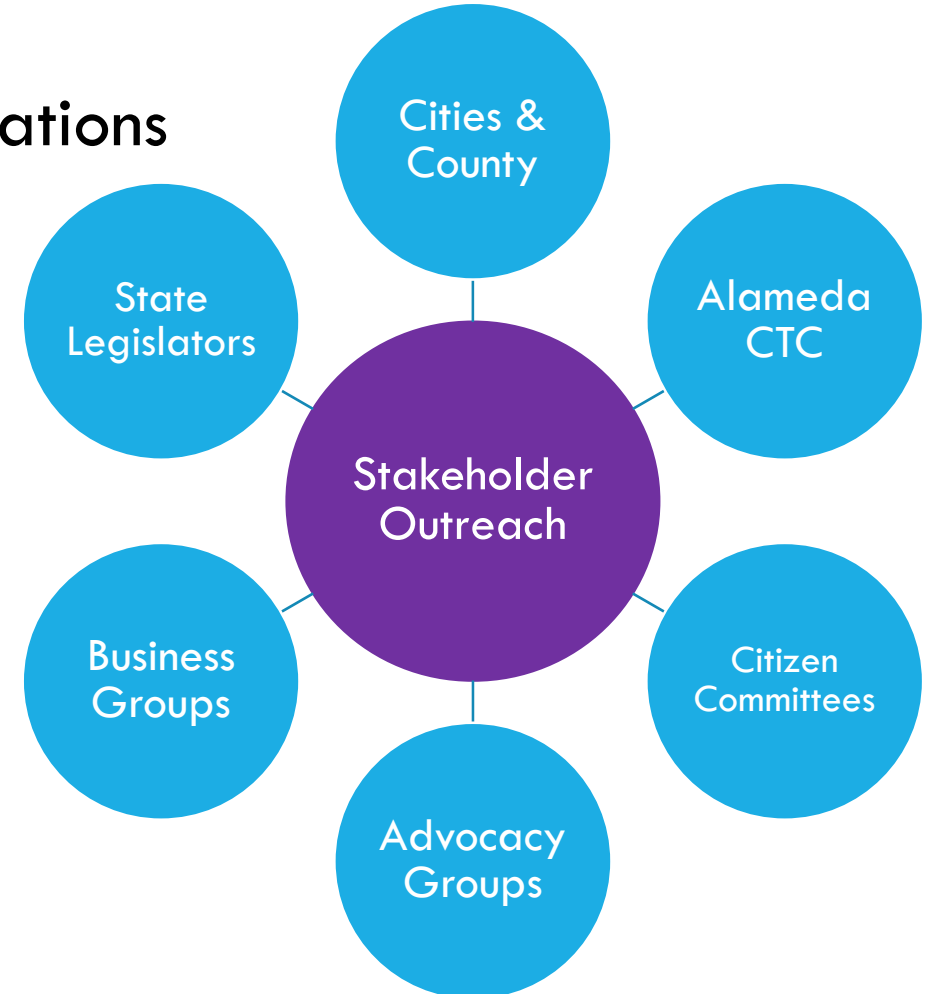 ations
Cities &
County
State
Legislators
Alameda
CTC
Stakeholder
Outreach
Business
Groups
Citizen
Committees
Advocacy
Groups